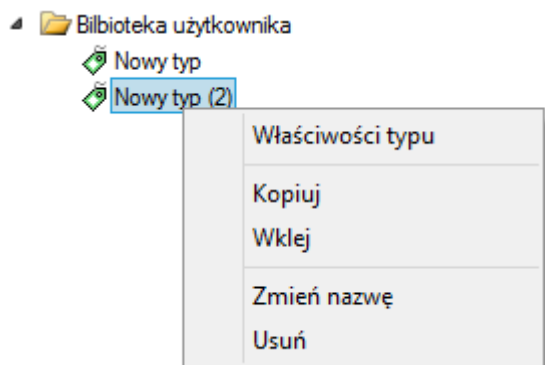 Bilbioteka użytkownika
Nowy typ
Nowy typ (2)
Właściwości typu
Kopiuj
Wklej
Zmień nazwę
Usuń